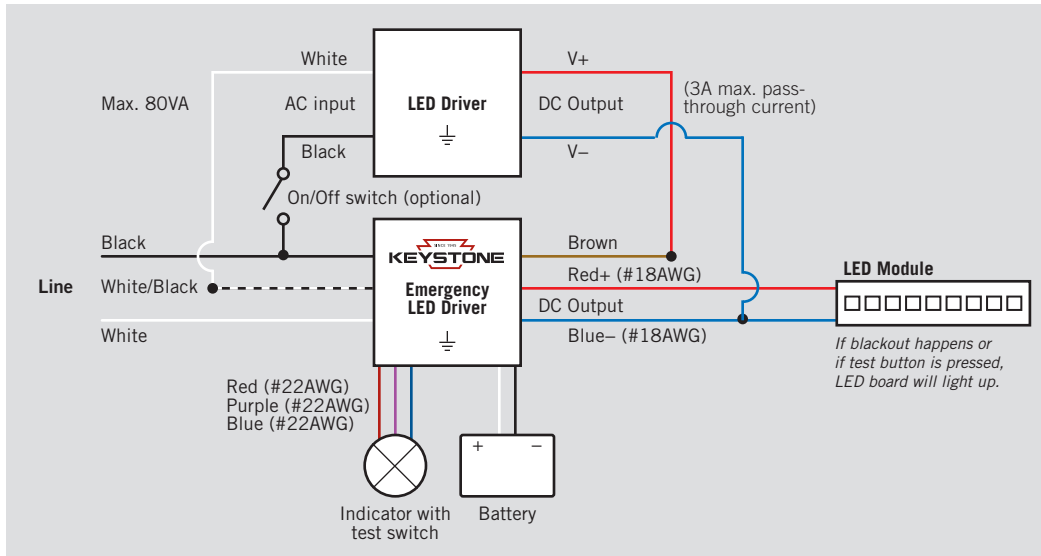 White
V+
Max. 80VA
AC input
LED Driver
DC Output
(3A max. pass-
through current)
Black
V–
On/Off switch (optional)
SINCE 1945
KEYSTONE
Black
Brown
Line
White/Black
Emergency
LED Driver
Red+ (#18AWG)
LED Module
DC Output
White
Blue– (#18AWG)
If blackout happens or
if test button is pressed,
LED board will light up.
Red (#22AWG)
Purple (#22AWG)
Blue (#22AWG)
+
–
Indicator with
test switch
Battery